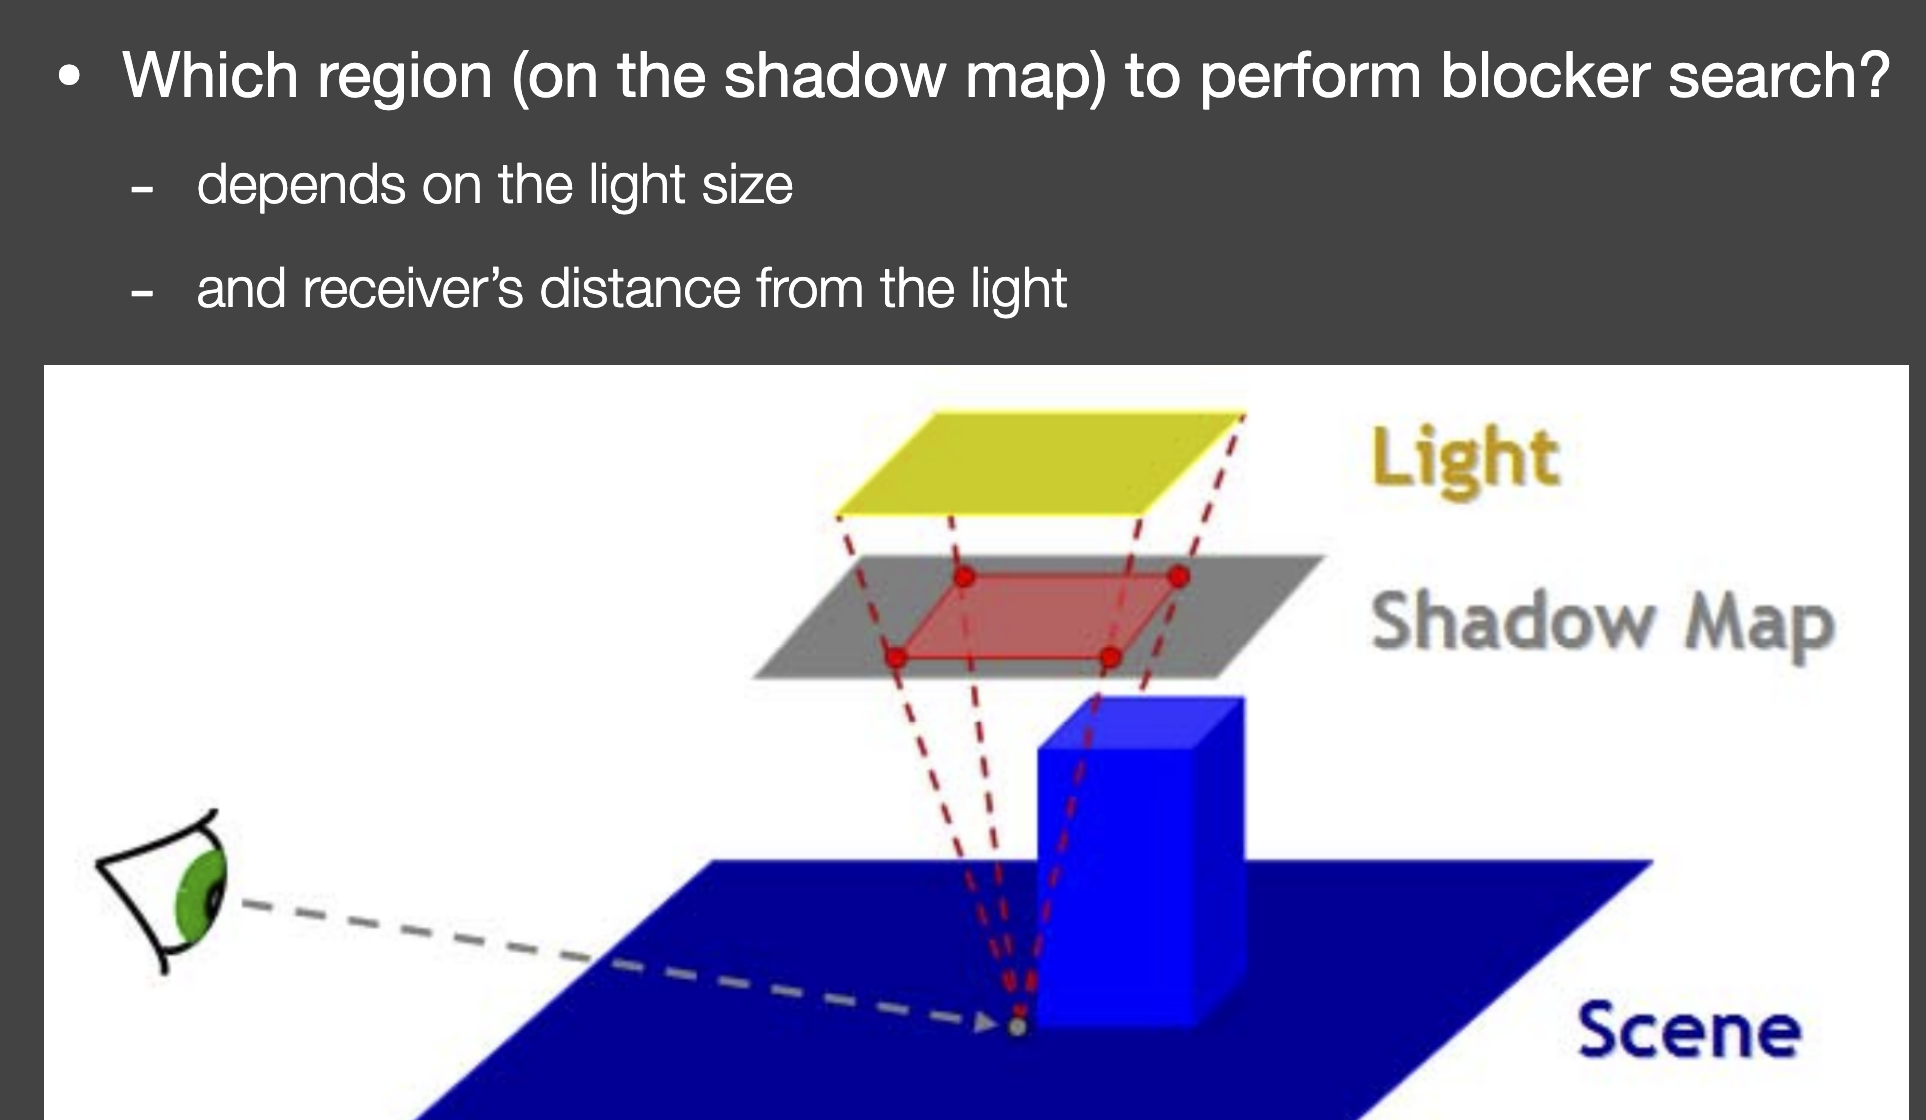 • Which region (on the shadow map) to perform blocker search?
- depends on the light size
- and receiver’s distance from the light
Light
Shadow Map
Scene